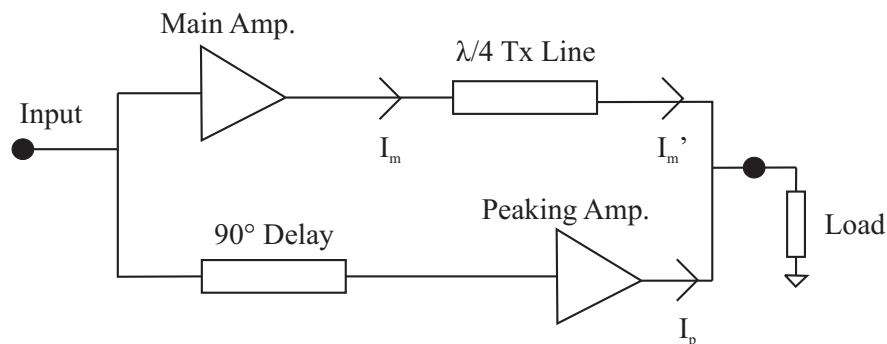 Main Amp.
λ/4 Tx Line
Input
Iₘ
Iₘ’
Peaking Amp.
90° Delay
Load
Iₚ